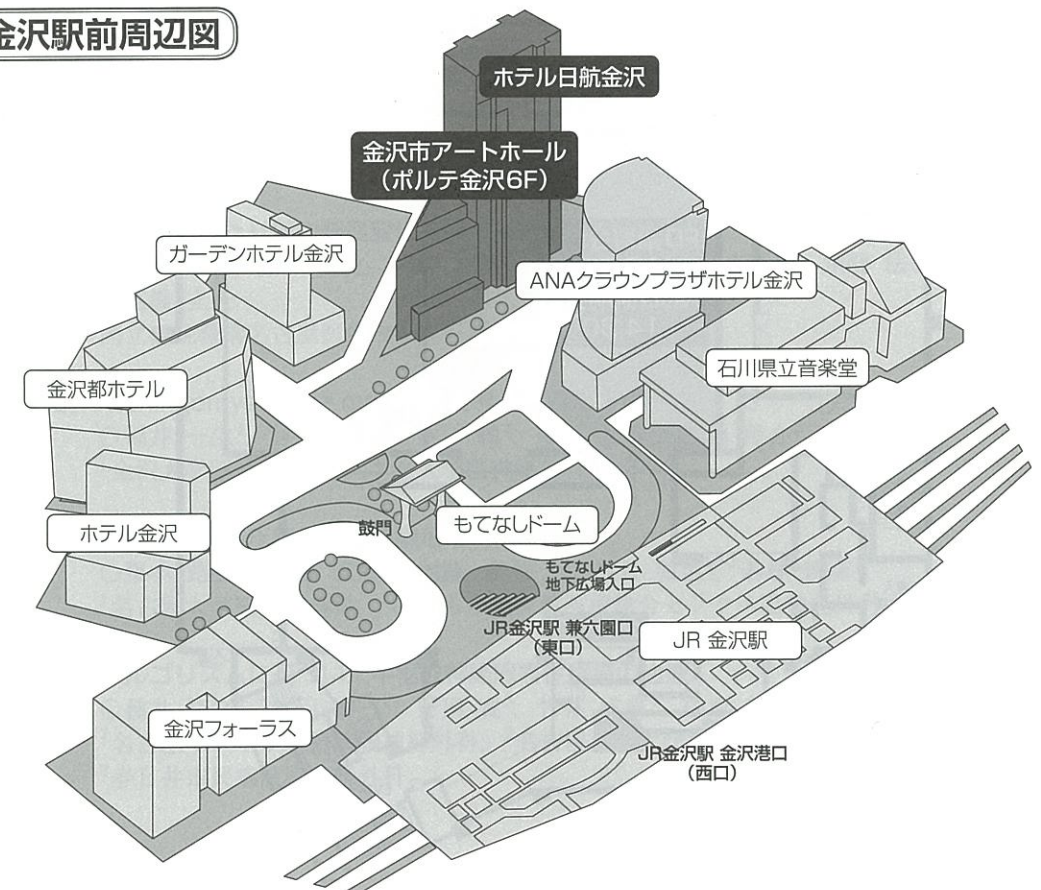 金沢駅前周辺図
ホテル日航金沢
金沢市アートホール
（ポルテ金沢6F）
ガーデンホテル金沢
ANAクラウンプラザホテル金沢
金沢都ホテル
石川県立音楽堂
ホテル金沢
鼓門
もてなしドーム
もてなしドーム
地下広場入口
JR金沢駅 兼六園口
（東口）
JR 金沢駅
金沢フォーラス
JR金沢駅 金沢港口
（西口）